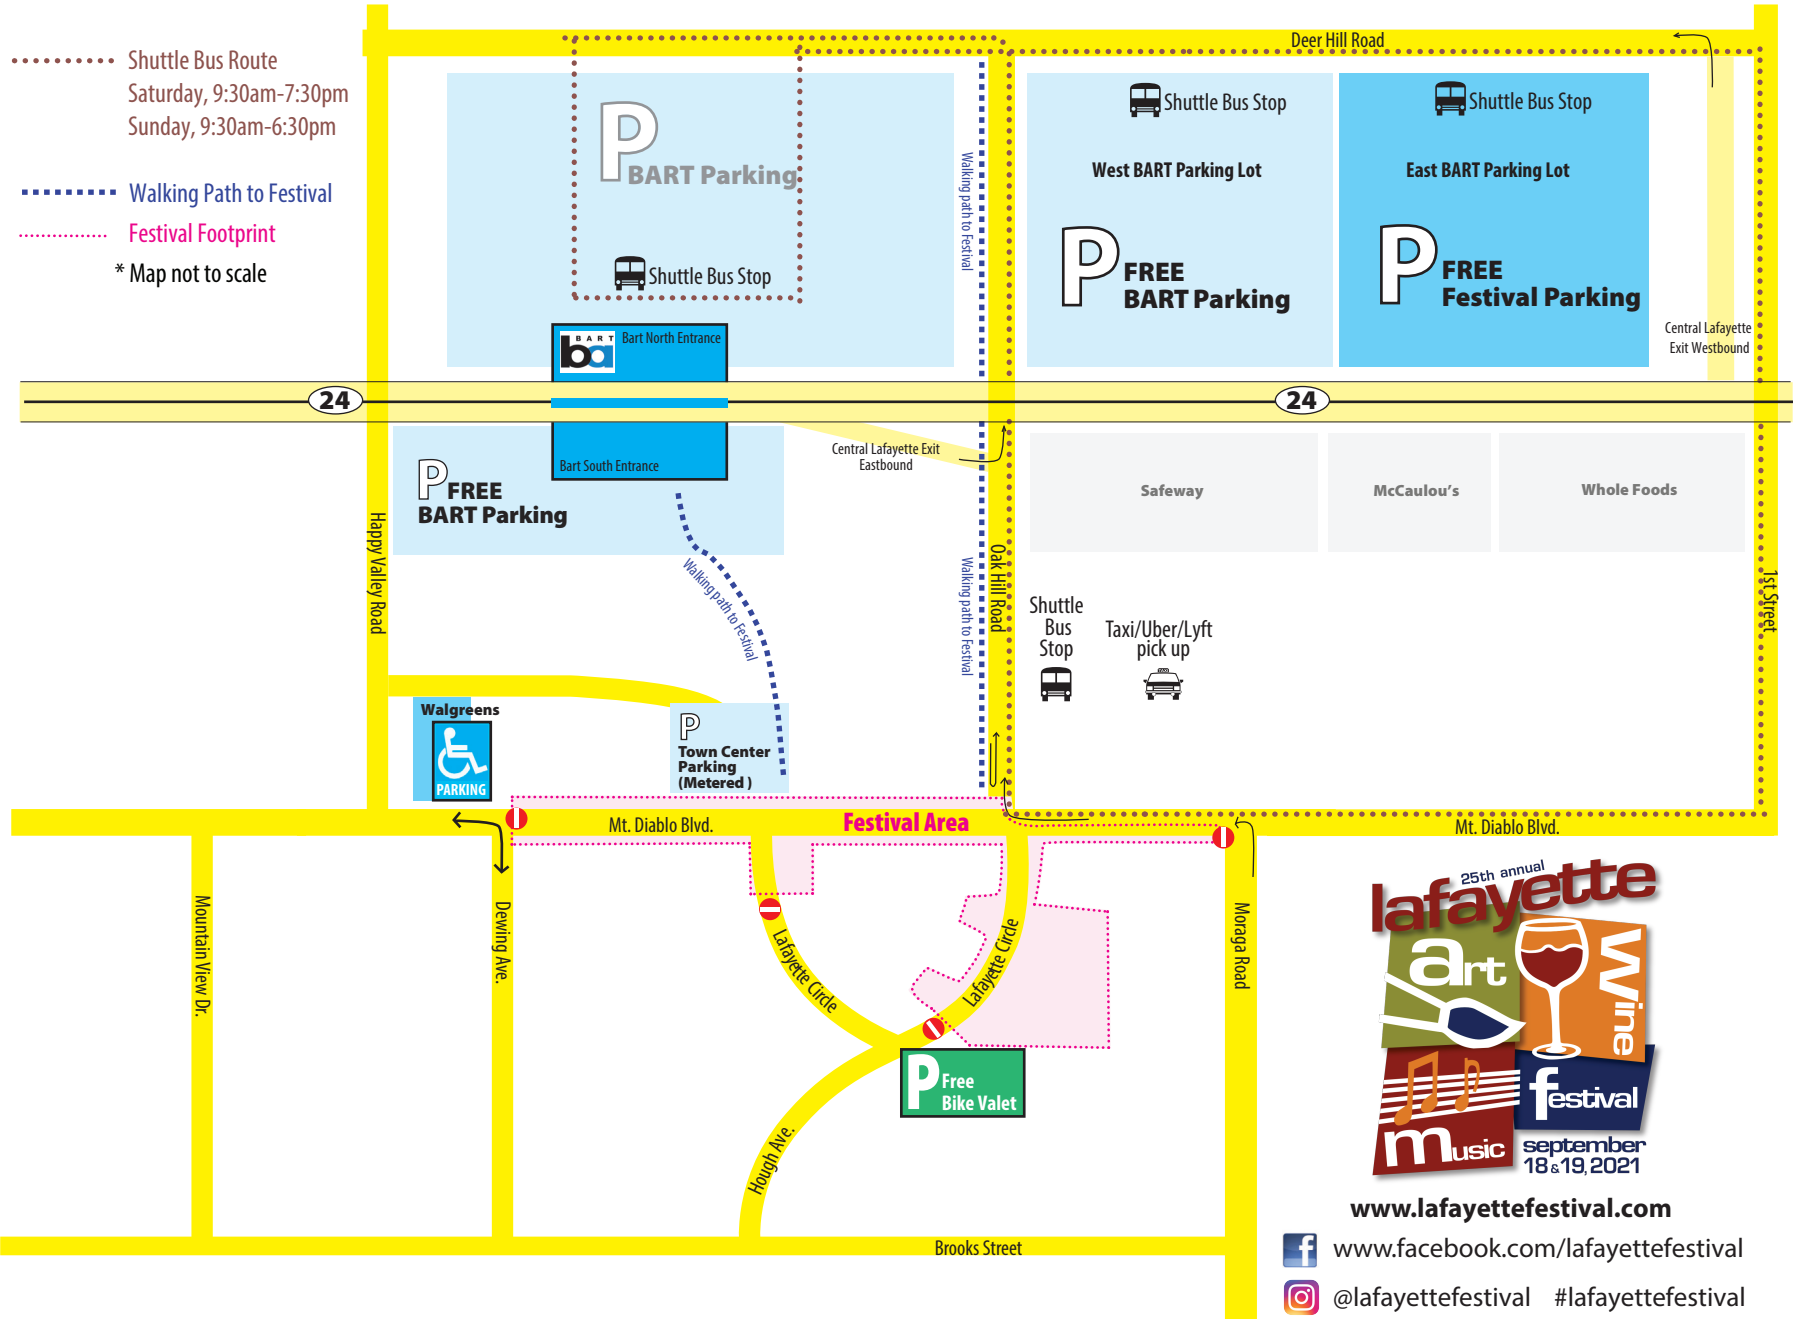 Shuttle Bus Route
Saturday, 9:30am-7:30pm
Sunday, 9:30am-6:30pm
Walking Path to Festival
Festival Footprint
* Map not to scale
Deer Hill Road
P
BART Parking
Shuttle Bus Stop
Walking path to Festival
Shuttle Bus Stop
West BART Parking Lot
P
FREE
BART Parking
Shuttle Bus Stop
East BART Parking Lot
P
FREE
Festival Parking
Central Lafayette
Exit Westbound
BART
ba
Bart North Entrance
24
24
Bart South Entrance
P
FREE
BART Parking
Central Lafayette Exit
Eastbound
Safeway
McCaulou's
Whole Foods
Happy Valley Road
Walking path to Festival
Walking path to Festival
Oak Hill Road
1st Street
Shuttle
Bus
Stop
Taxi/Uber/Lyft
pick up
Walgreens
PARKING
P
Town Center
Parking
(Metered )
Mt. Diablo Blvd.
Festival Area
Mt. Diablo Blvd.
Mountain View Dr.
Dewing Ave.
Lafayette Circle
Lafayette Circle
Moraga Road
P
Free
Bike Valet
Hough Ave.
Brooks Street
25th annual
lafayette
art
wine
music
festival
september
18 & 19, 2021
www.lafayettefestival.com
f
www.facebook.com/lafayettefestival
@lafayettefestival #lafayettefestival